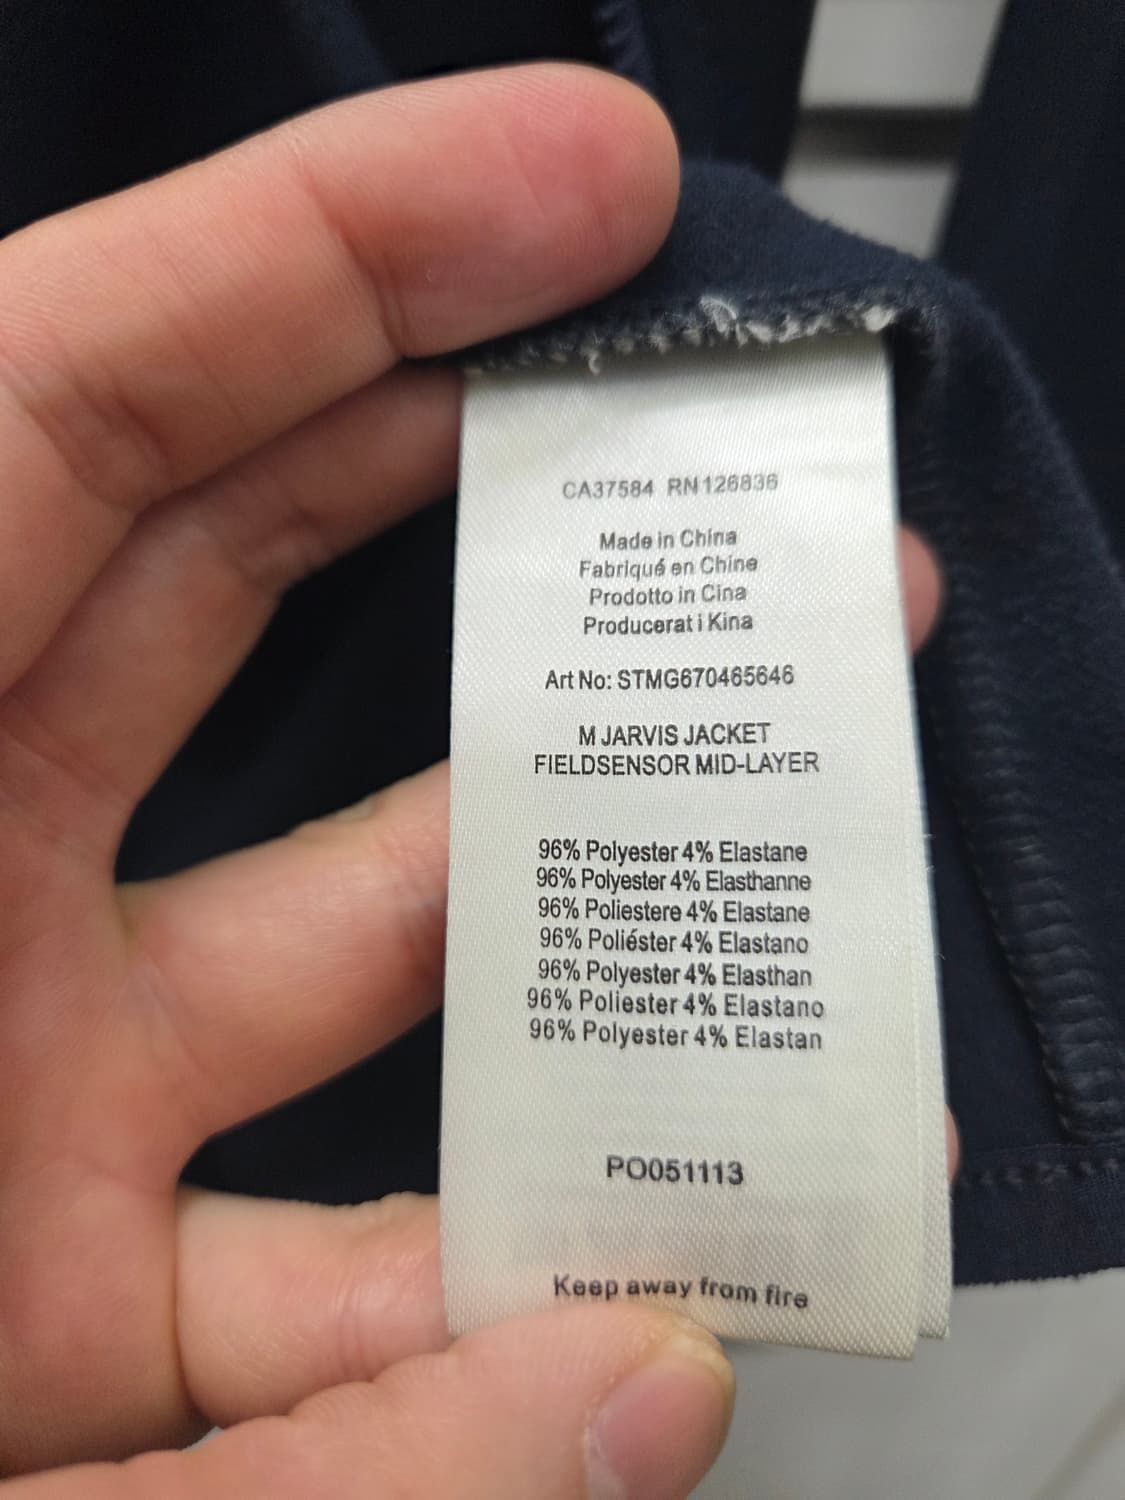 CA37584 RN126836
Made in China
Fabriqué en Chine
Prodotto in Cina
Producerat i Kina
Art No: STMG670465646
M JARVIS JACKET
FIELDSENSOR MID-LAYER
96% Polyester 4% Elastane
96% Polyester 4% Elasthanne
96% Poliestere 4% Elastane
96% Poliéster 4% Elastano
96% Polyester 4% Elasthan
96% Poliester 4% Elastano
96% Polyester 4% Elastan
PO051113
Keep away from fire